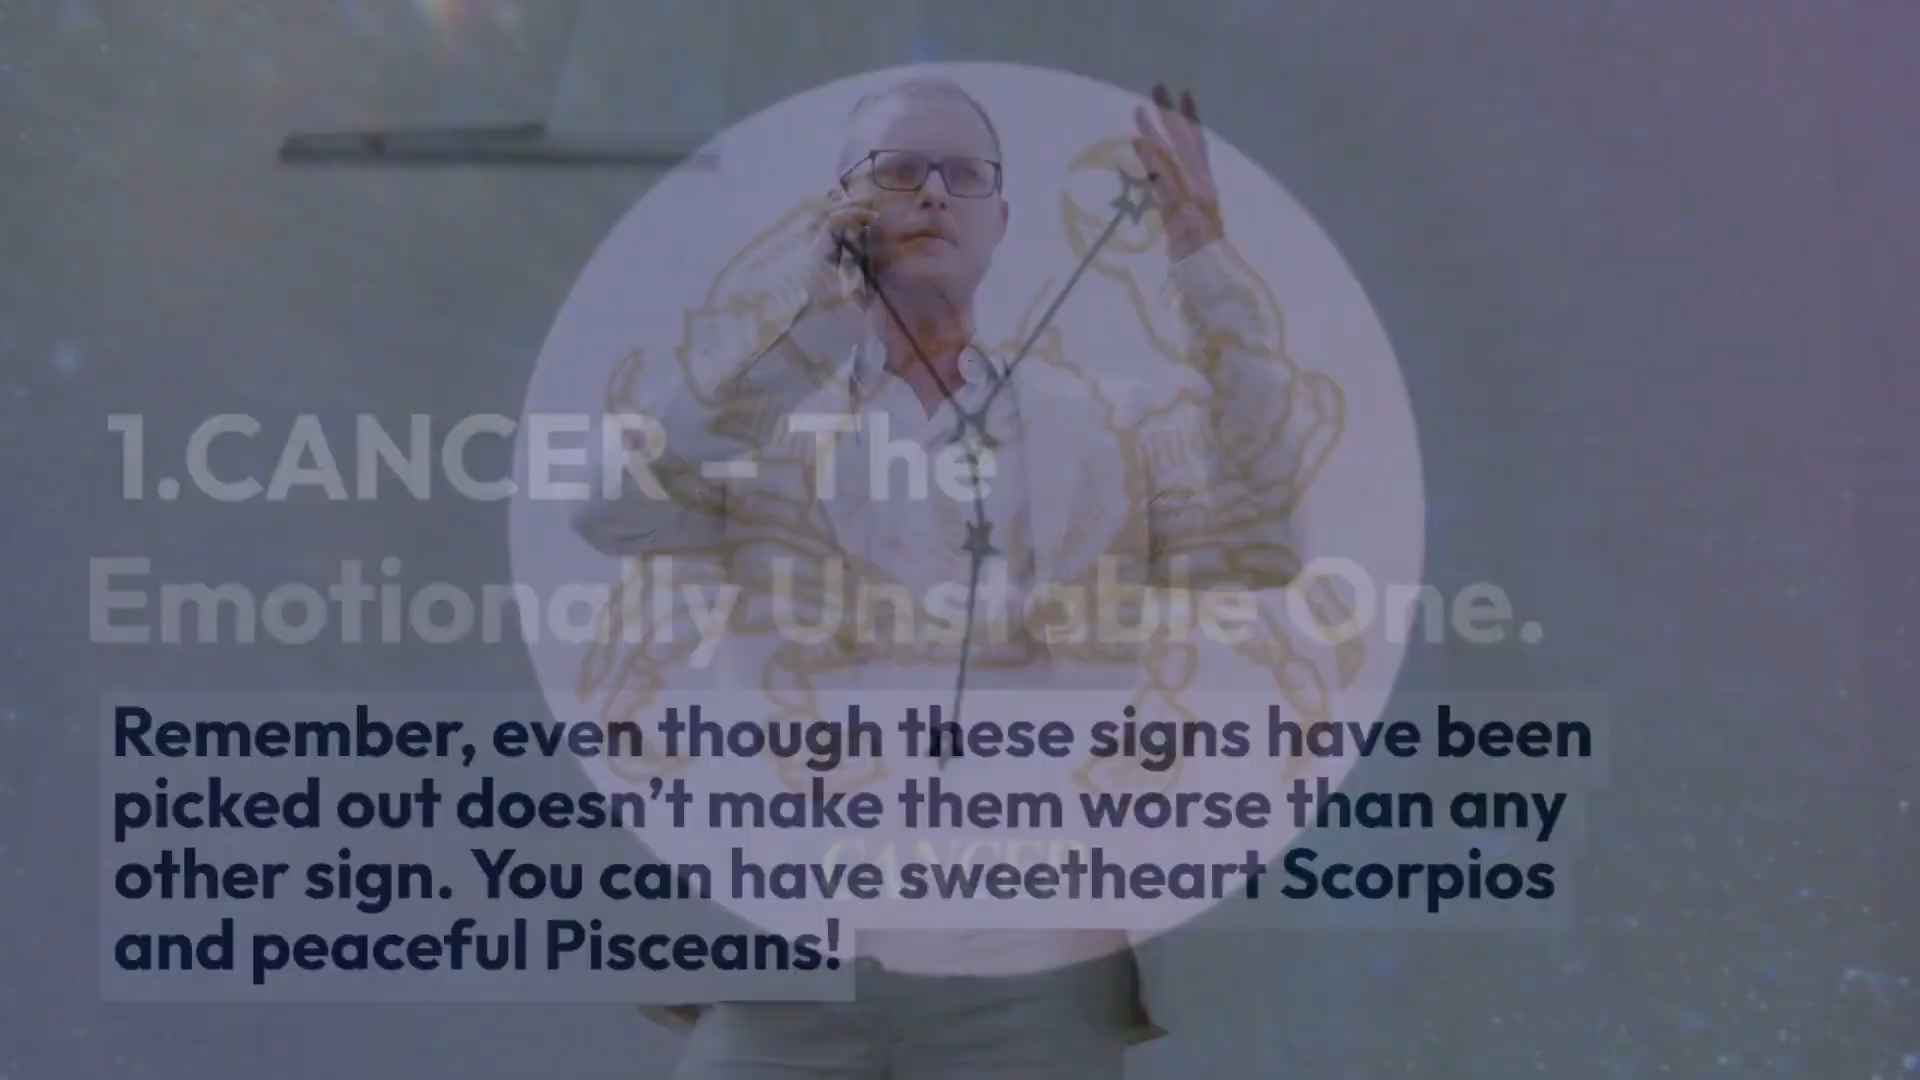 1.CANCER – The
Emotionally Unstable One.
Remember, even though these signs have been
picked out doesn't make them worse than any
other sign. You can have sweetheart Scorpios
and peaceful Pisceans!
CANCER